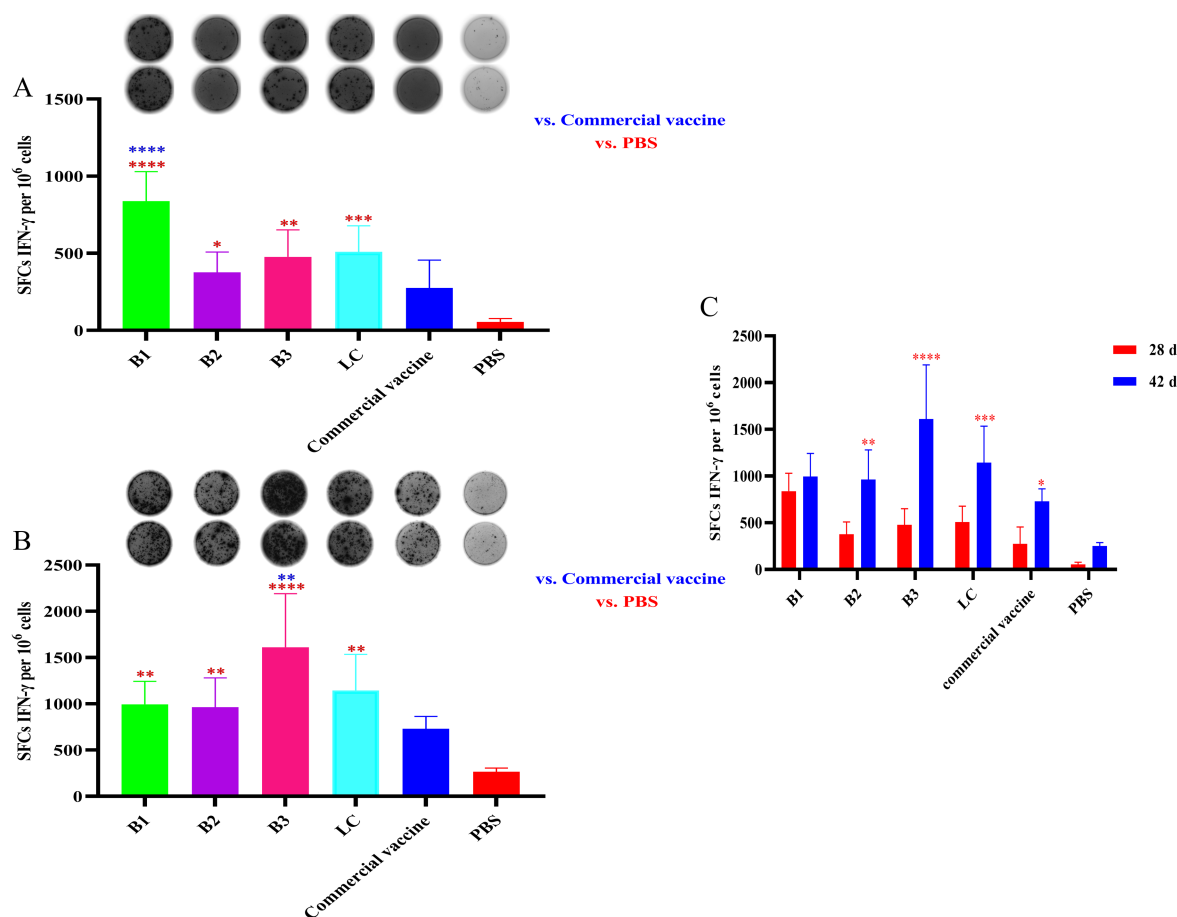 A
1500
1000
500
0
SFCs IFN-γ per 10⁶ cells
****
****
*
**
***
vs. Commercial vaccine
vs. PBS
B1
B2
B3
LC
Commercial vaccine
PBS
B
2500
2000
1500
1000
500
0
SFCs IFN-γ per 10⁶ cells
**
**
**
****
**
vs. Commercial vaccine
vs. PBS
B1
B2
B3
LC
Commercial vaccine
PBS
C
2500
2000
1500
1000
500
0
SFCs IFN-γ per 10⁶ cells
**
****
***
*
28 d
42 d
B1
B2
B3
LC
commercial vaccine
PBS